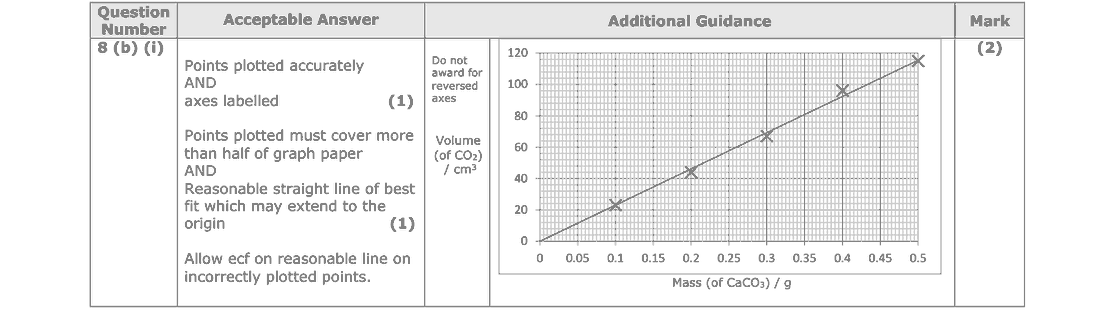 Question
Number
Acceptable Answer
Additional Guidance
Mark
8 (b) (i)
Points plotted accurately
AND
axes labelled (1)
Points plotted must cover more
than half of graph paper
AND
Reasonable straight line of best
fit which may extend to the
origin (1)
Allow ecf on reasonable line on
incorrectly plotted points.
Do not
award for
reversed
axes
Volume
(of CO₂)
/ cm³
120
100
80
60
40
20
0
0 0.05 0.1 0.15 0.2 0.25 0.3 0.35 0.4 0.45 0.5
Mass (of CaCO₃) / g
(2)